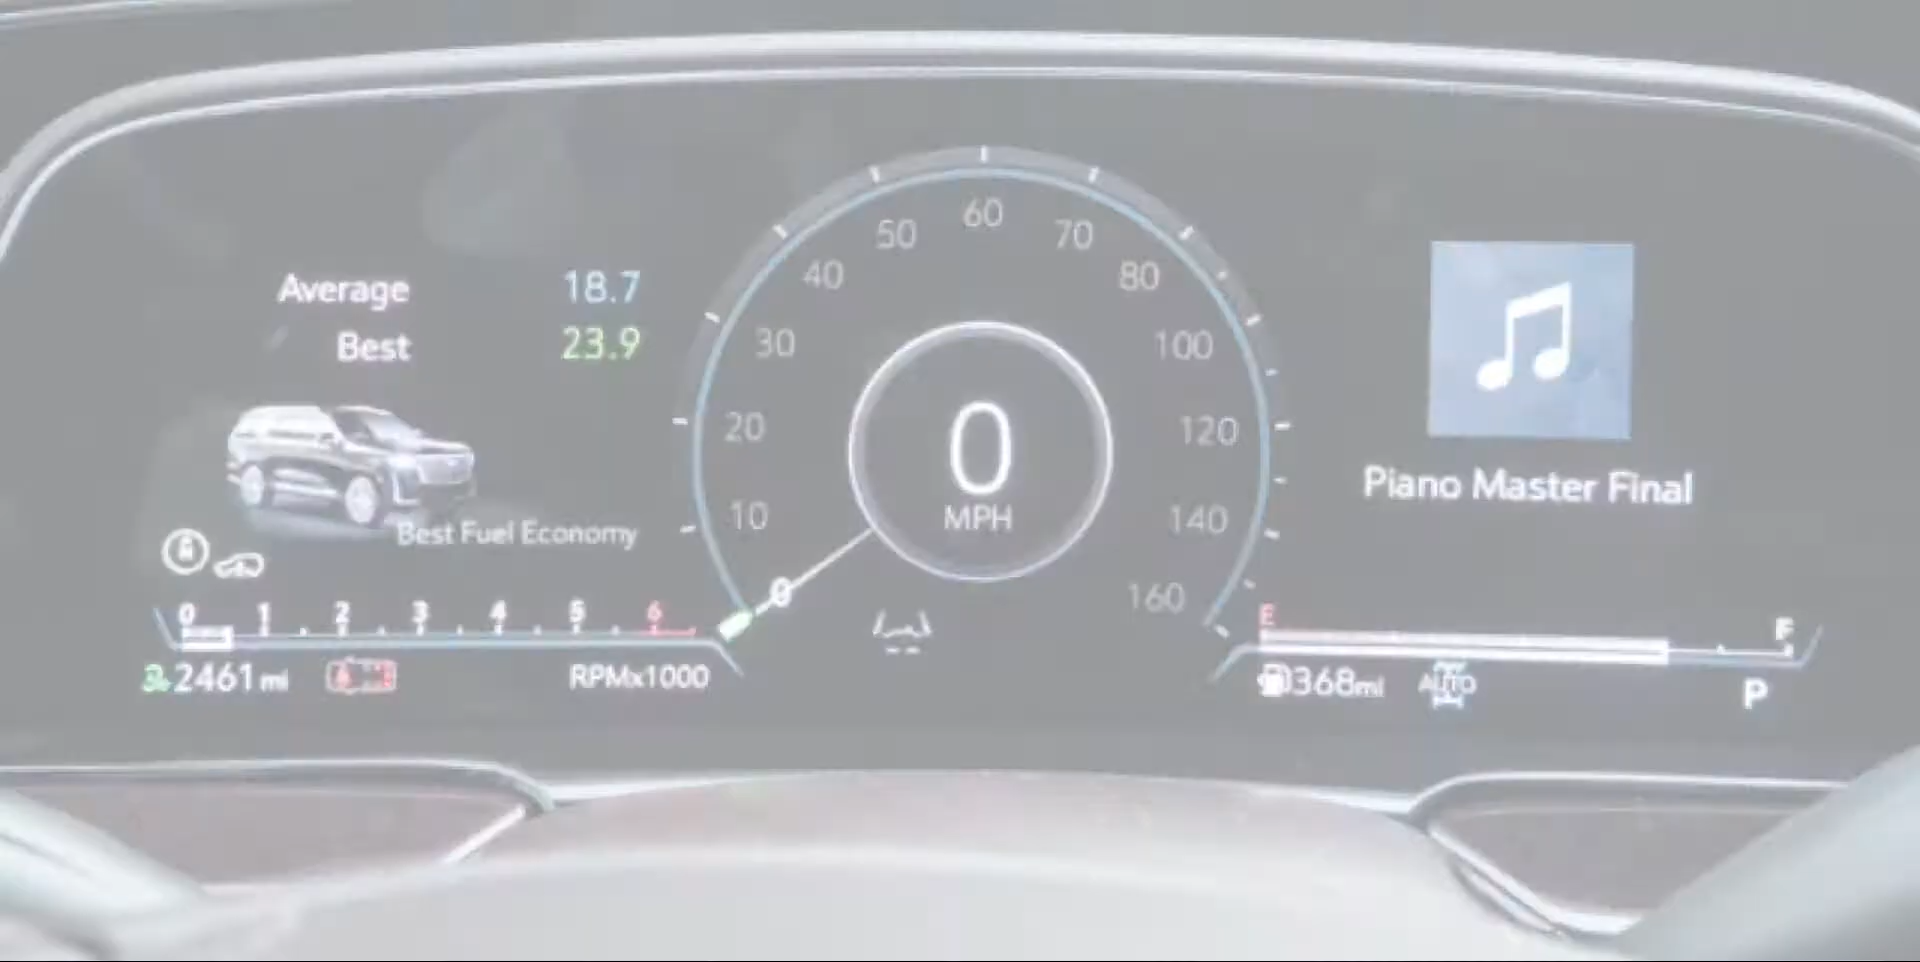 Average 18.7
Best 23.9
Best Fuel Economy
0 1 2 3 4 5 6
2461 mi
RPMx1000
0 10 20 30 40 50 60 70 80 100 120 140 160
0
MPH
Piano Master Final
E F
368mi
AUTO
P